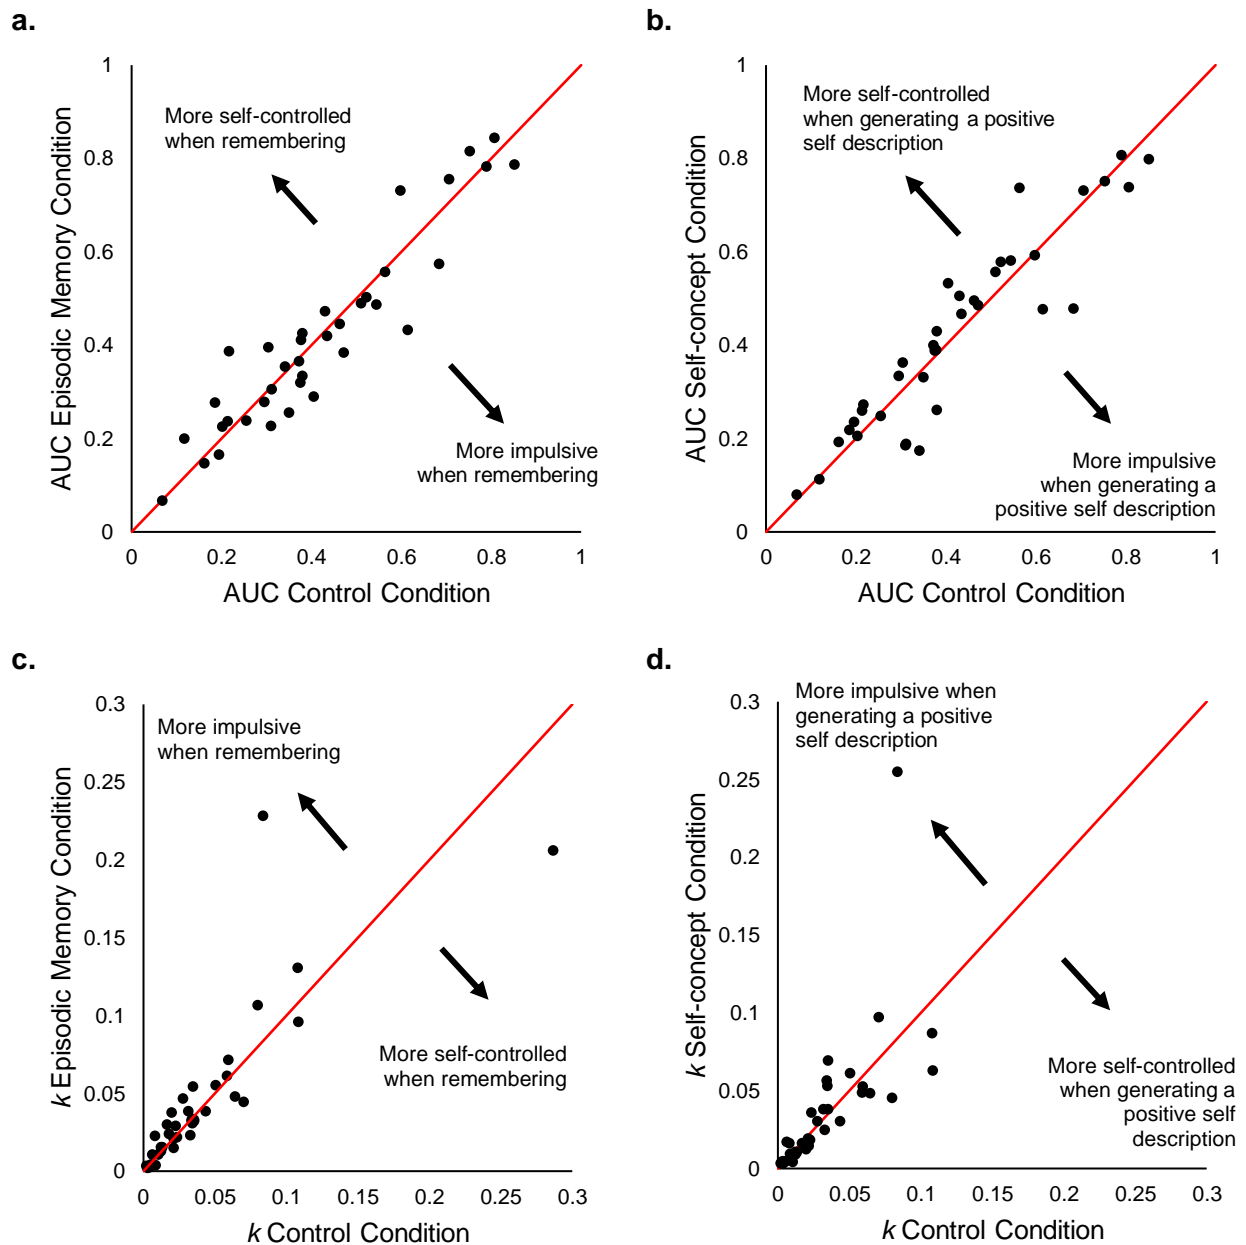 a.
AUC Episodic Memory Condition
1
0.8
0.6
0.4
0.2
0
More self-controlled
when remembering
More impulsive
when remembering
0 0.2 0.4 0.6 0.8 1
AUC Control Condition
b.
AUC Self-concept Condition
1
0.8
0.6
0.4
0.2
0
More self-controlled
when generating a positive
self description
More impulsive
when generating a
positive self description
0 0.2 0.4 0.6 0.8 1
AUC Control Condition
c.
k Episodic Memory Condition
0.3
0.25
0.2
0.15
0.1
0.05
0
More impulsive
when remembering
More self-controlled
when remembering
0 0.05 0.1 0.15 0.2 0.25 0.3
k Control Condition
d.
k Self-concept Condition
0.3
0.25
0.2
0.15
0.1
0.05
0
More impulsive when
generating a positive
self description
More self-controlled
when generating a
positive self
description
0 0.05 0.1 0.15 0.2 0.25 0.3
k Control Condition